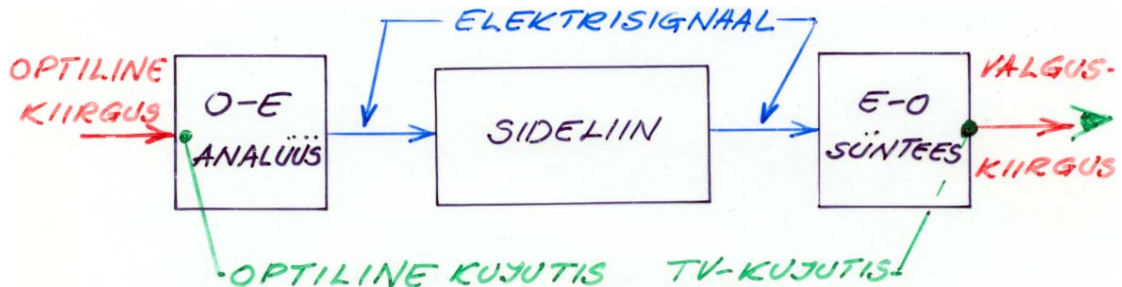 ELEKTRISIGNAAL
OPTILINE
KIIRGUS
O-E
ANALÜÜS
SIDELIIN
E-O
SÜNTEES
VALGUS-
KIIRGUS
OPTILINE KUJUTIS
TV-KUJUTIS